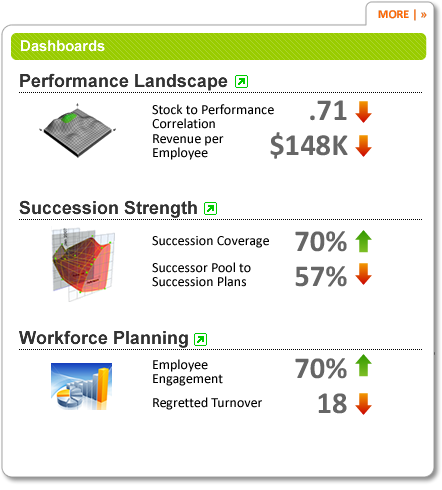 MORE | »
Dashboards
Performance Landscape
Stock to Performance
Correlation
.71
Revenue per
Employee
$148K
Succession Strength
Succession Coverage
70%
Successor Pool to
Succession Plans
57%
Workforce Planning
Employee
Engagement
70%
Regretted Turnover
18